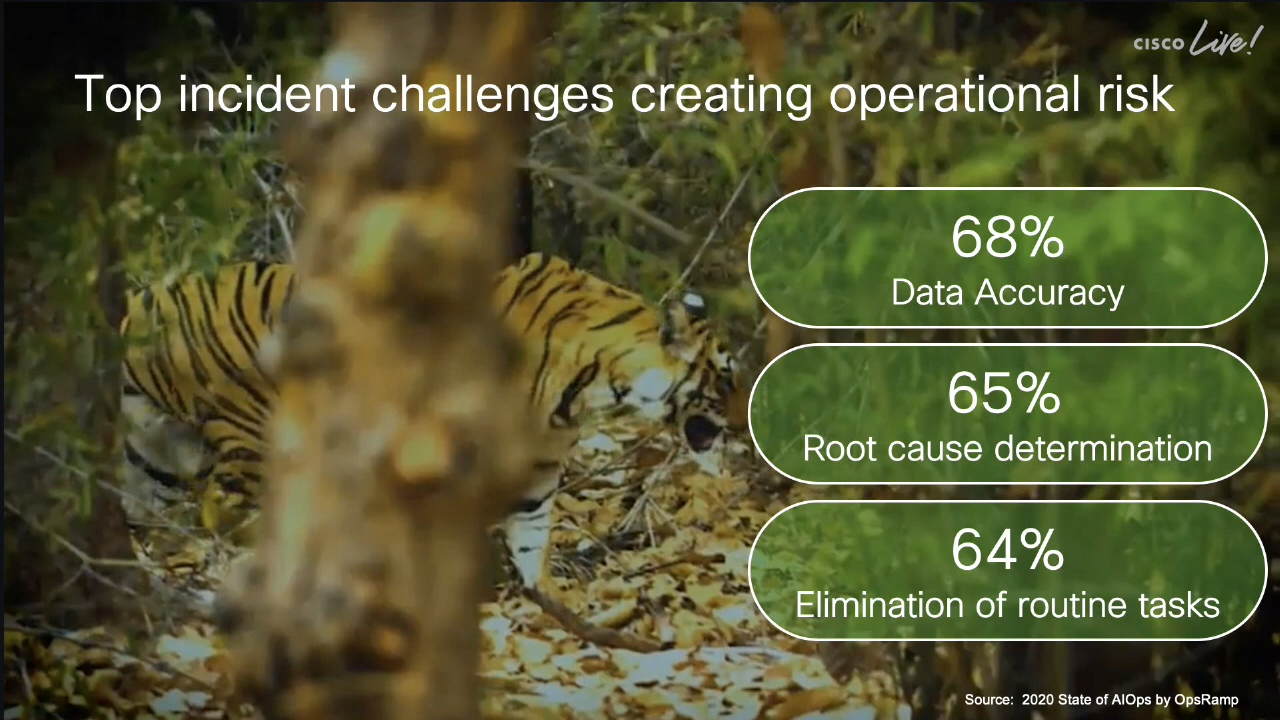 CISCO Live!
Top incident challenges creating operational risk
68%
Data Accuracy
65%
Root cause determination
64%
Elimination of routine tasks
Source: 2020 State of AIOps by OpsRamp